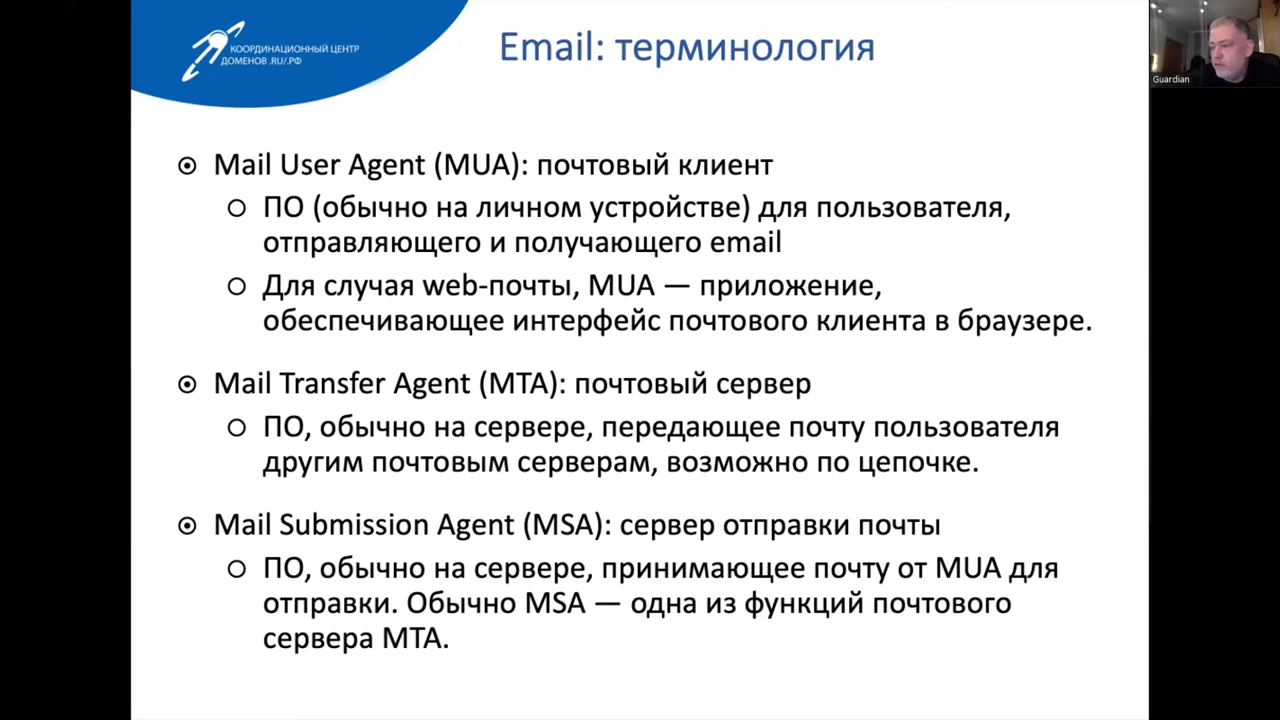 КООРДИНАЦИОННЫЙ ЦЕНТР
ДОМЕНОВ .RU/.РФ
Email: терминология
Guardian
Mail User Agent (MUA): почтовый клиент
ПО (обычно на личном устройстве) для пользователя,
отправляющего и получающего email
Для случая web-почты, MUA — приложение,
обеспечивающее интерфейс почтового клиента в браузере.
Mail Transfer Agent (MTA): почтовый сервер
ПО, обычно на сервере, передающее почту пользователя
другим почтовым серверам, возможно по цепочке.
Mail Submission Agent (MSA): сервер отправки почты
ПО, обычно на сервере, принимающее почту от MUA для
отправки. Обычно MSA — одна из функций почтового
сервера MTA.